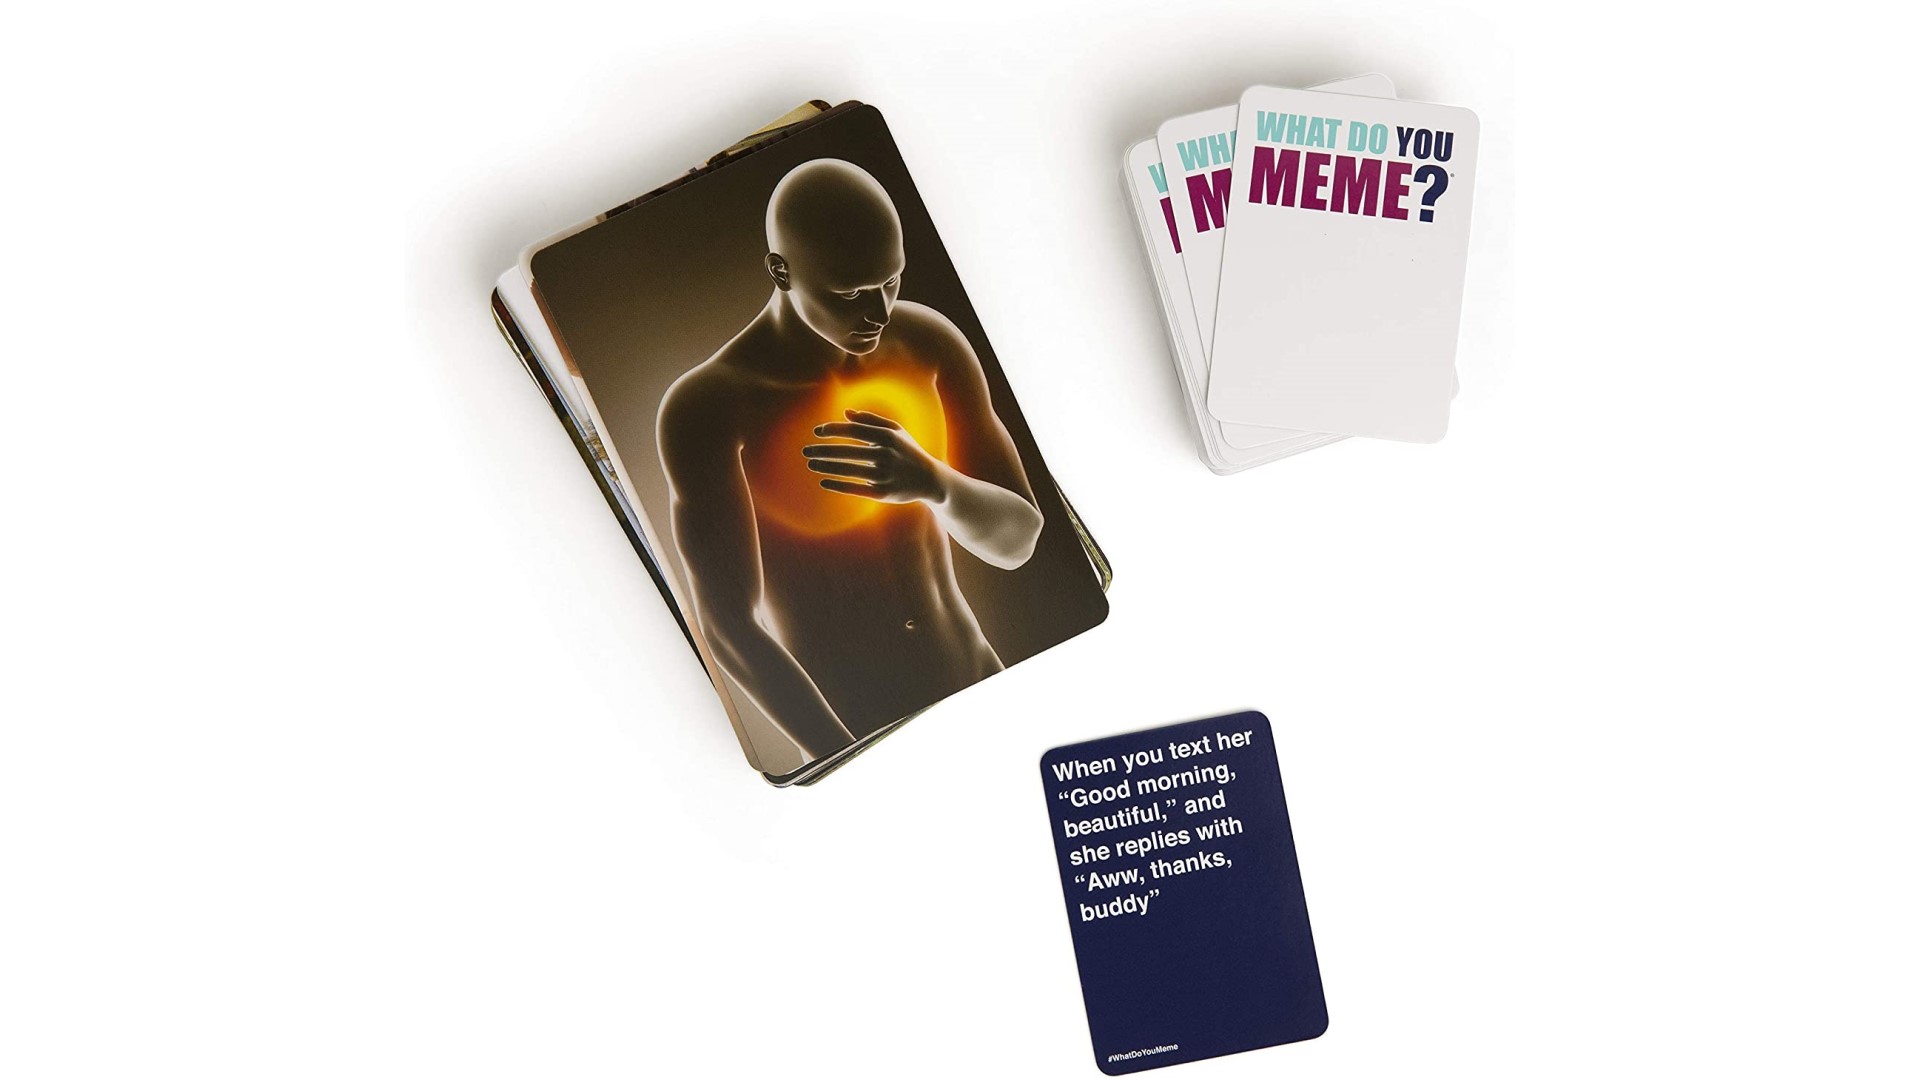 WHAT DO YOU
MEME?
WH
M
When you text her
“Good morning,
beautiful,” and
she replies with
“Aww, thanks,
buddy”
#WhatDoYouMeme